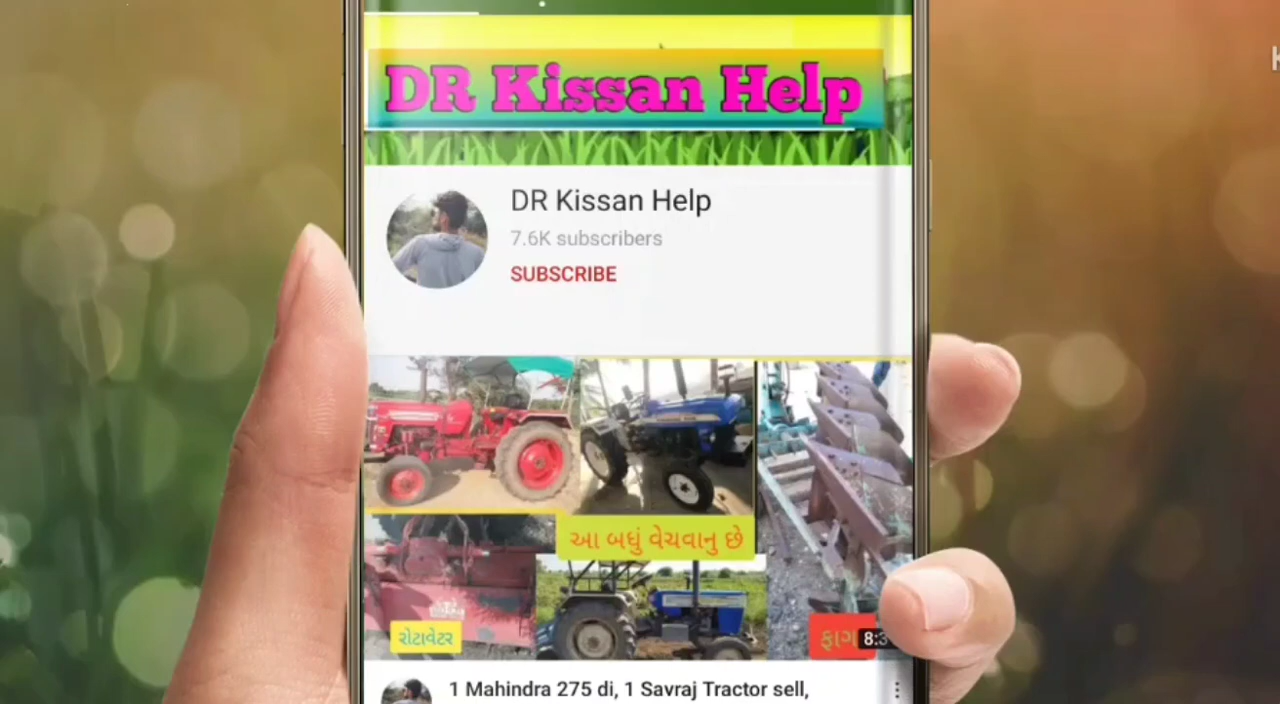 DR Kissan Help
DR Kissan Help
7.6K subscribers
SUBSCRIBE
આ બધું વેચવાનુ છે
રોટાવેટર
1 Mahindra 275 di, 1 Savraj Tractor sell,